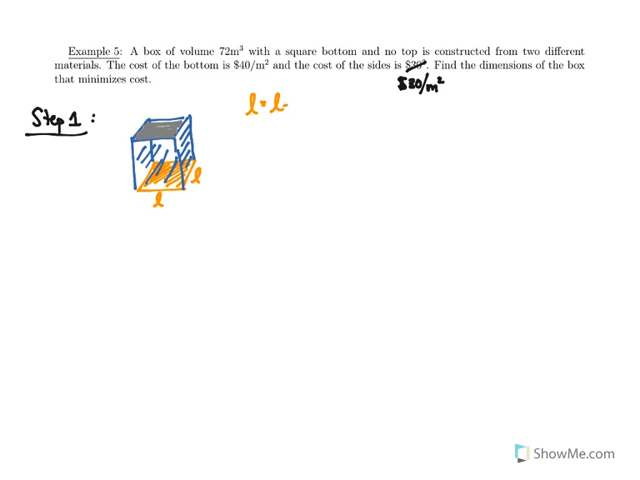 Example 5: A box of volume 72m³ with a square bottom and no top is constructed from two different
materials. The cost of the bottom is $40/m² and the cost of the sides is $30². Find the dimensions of the box
that minimizes cost.
$30/m²
Step 1 :
l = l
l
l
ShowMe.com